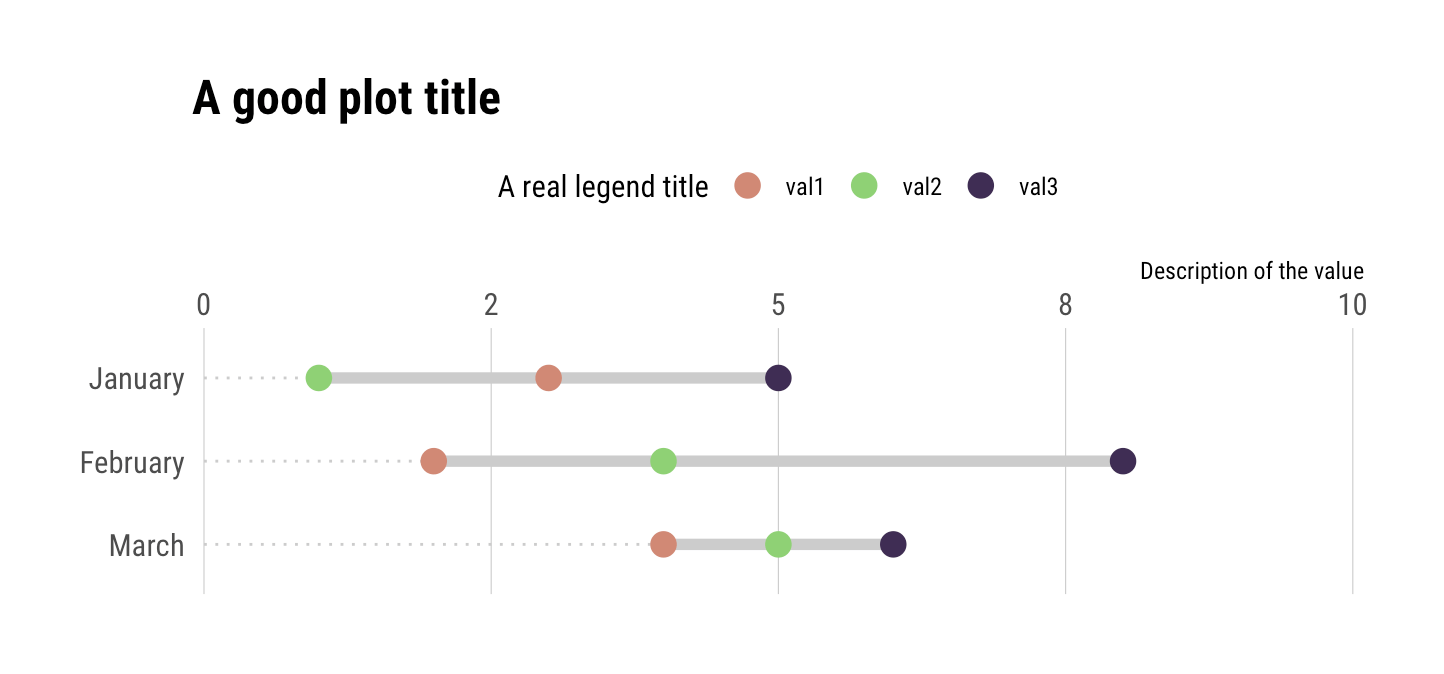 A good plot title
A real legend title val1 val2 val3
Description of the value
0 2 5 8 10
January
February
March